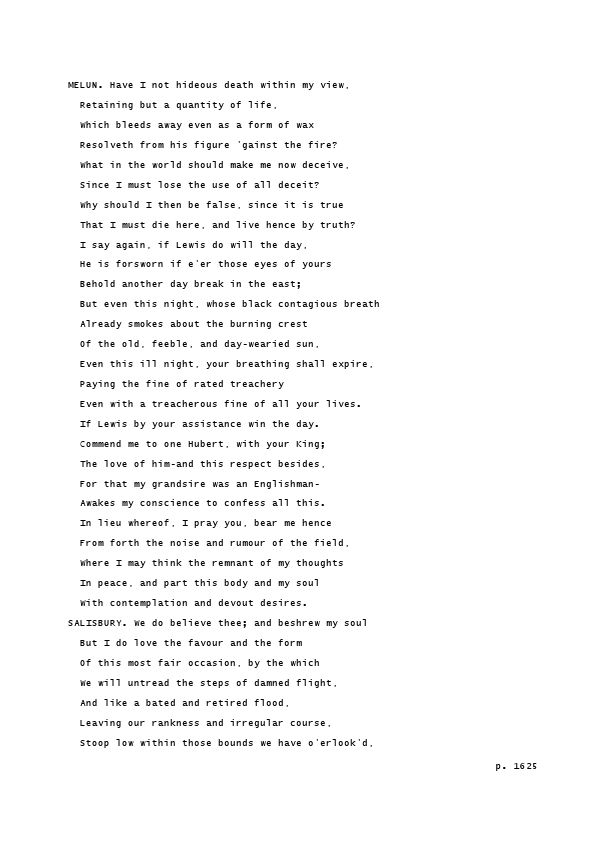 MELUN. Have I not hideous death within my view,
Retaining but a quantity of life,
Which bleeds away even as a form of wax
Resolveth from his figure 'gainst the fire?
What in the world should make me now deceive,
Since I must lose the use of all deceit?
Why should I then be false, since it is true
That I must die here, and live hence by truth?
I say again, if Lewis do will the day,
He is forsworn if e'er those eyes of yours
Behold another day break in the east;
But even this night, whose black contagious breath
Already smokes about the burning crest
Of the old, feeble, and day-wearied sun,
Even this ill night, your breathing shall expire,
Paying the fine of rated treachery
Even with a treacherous fine of all your lives.
If Lewis by your assistance win the day.
Commend me to one Hubert, with your King;
The love of him-and this respect besides,
For that my grandsire was an Englishman-
Awakes my conscience to confess all this.
In lieu whereof, I pray you, bear me hence
From forth the noise and rumour of the field,
Where I may think the remnant of my thoughts
In peace, and part this body and my soul
With contemplation and devout desires.
SALISBURY. We do believe thee; and beshrew my soul
But I do love the favour and the form
Of this most fair occasion, by the which
We will untread the steps of damned flight,
And like a bated and retired flood,
Leaving our rankness and irregular course,
Stoop low within those bounds we have o'erlook'd,
p. 1625